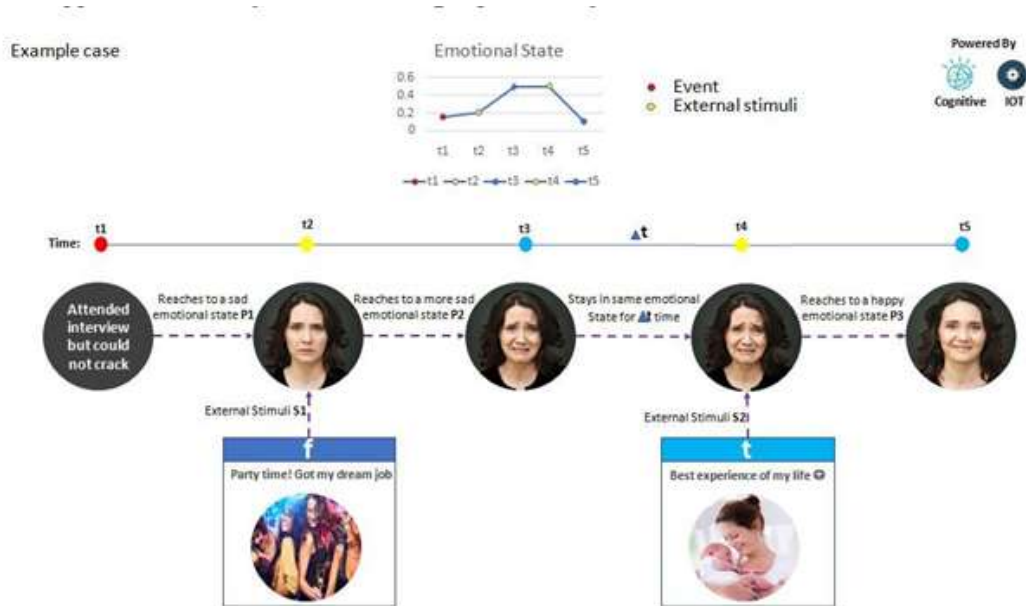 Example case
Emotional State
0.6
0.4
0.2
0
t1 t2 t3 t4 t5
t1 t2 t3 t4 t5
Event
External stimuli
Powered By
Cognitive IOT
Time:
t1
t2
t3
t
t4
t5
Attended
interview
but could
not crack
Reaches to a sad
emotional state P1
Reaches to a more sad
emotional state P2
Stays in same emotional
State for t time
Reaches to a happy
emotional state P3
External Stimuli S1
External Stimuli S2
f
Party time! Got my dream job
t
Best experience of my life